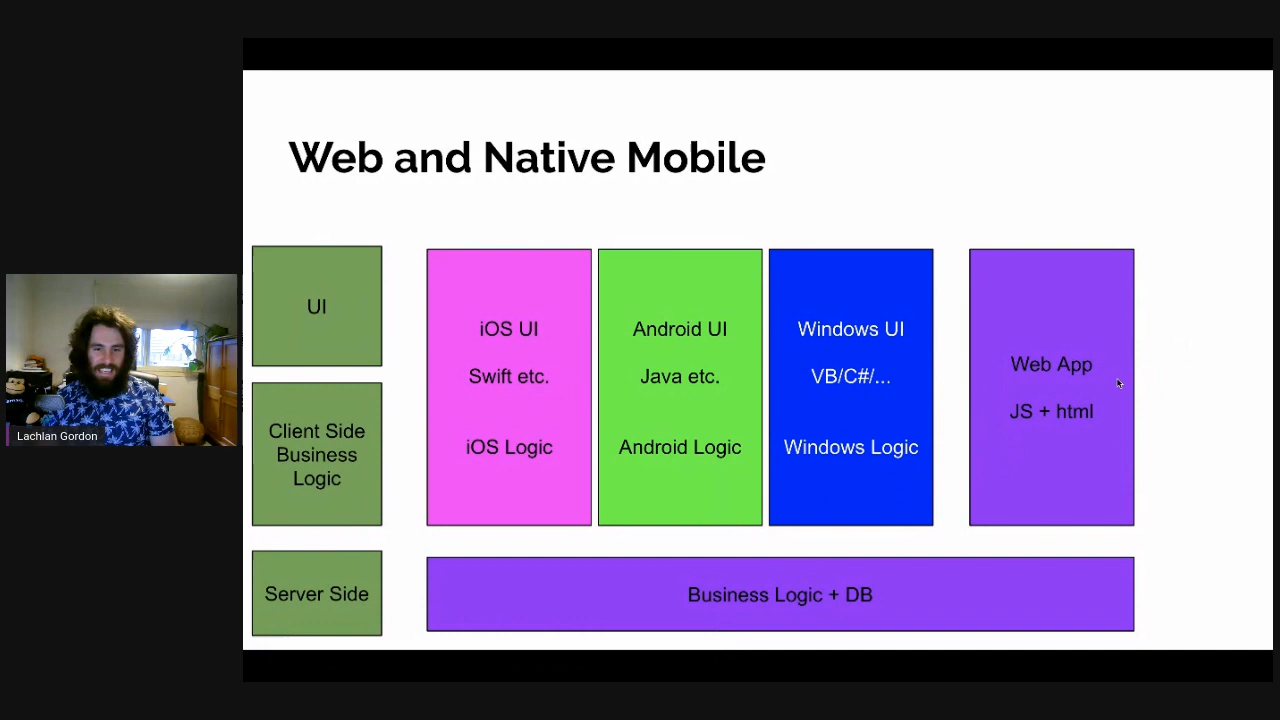 Web and Native Mobile
UI
Client Side
Business
Logic
Server Side
iOS UI
Swift etc.
iOS Logic
Android UI
Java etc.
Android Logic
Windows UI
VB/C#/...
Windows Logic
Web App
JS + html
Business Logic + DB
Lachlan Gordon